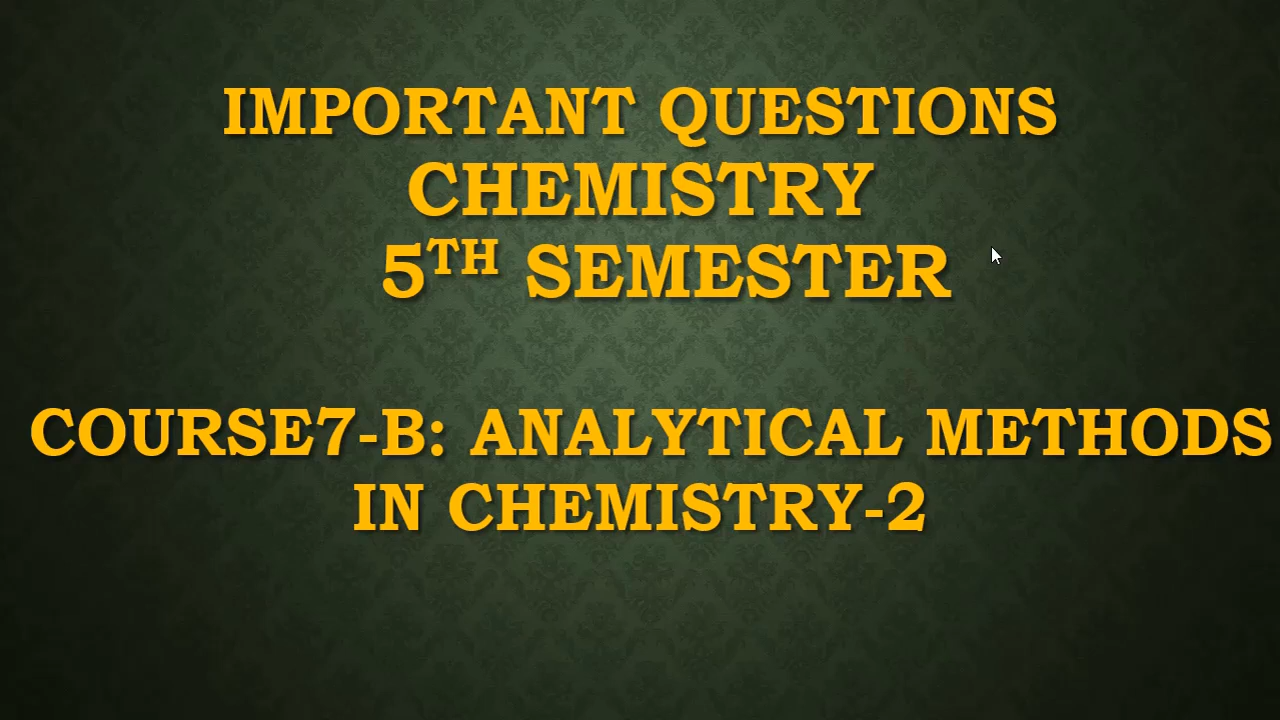 IMPORTANT QUESTIONS
CHEMISTRY
5TH SEMESTER
COURSE7-B: ANALYTICAL METHODS
IN CHEMISTRY-2